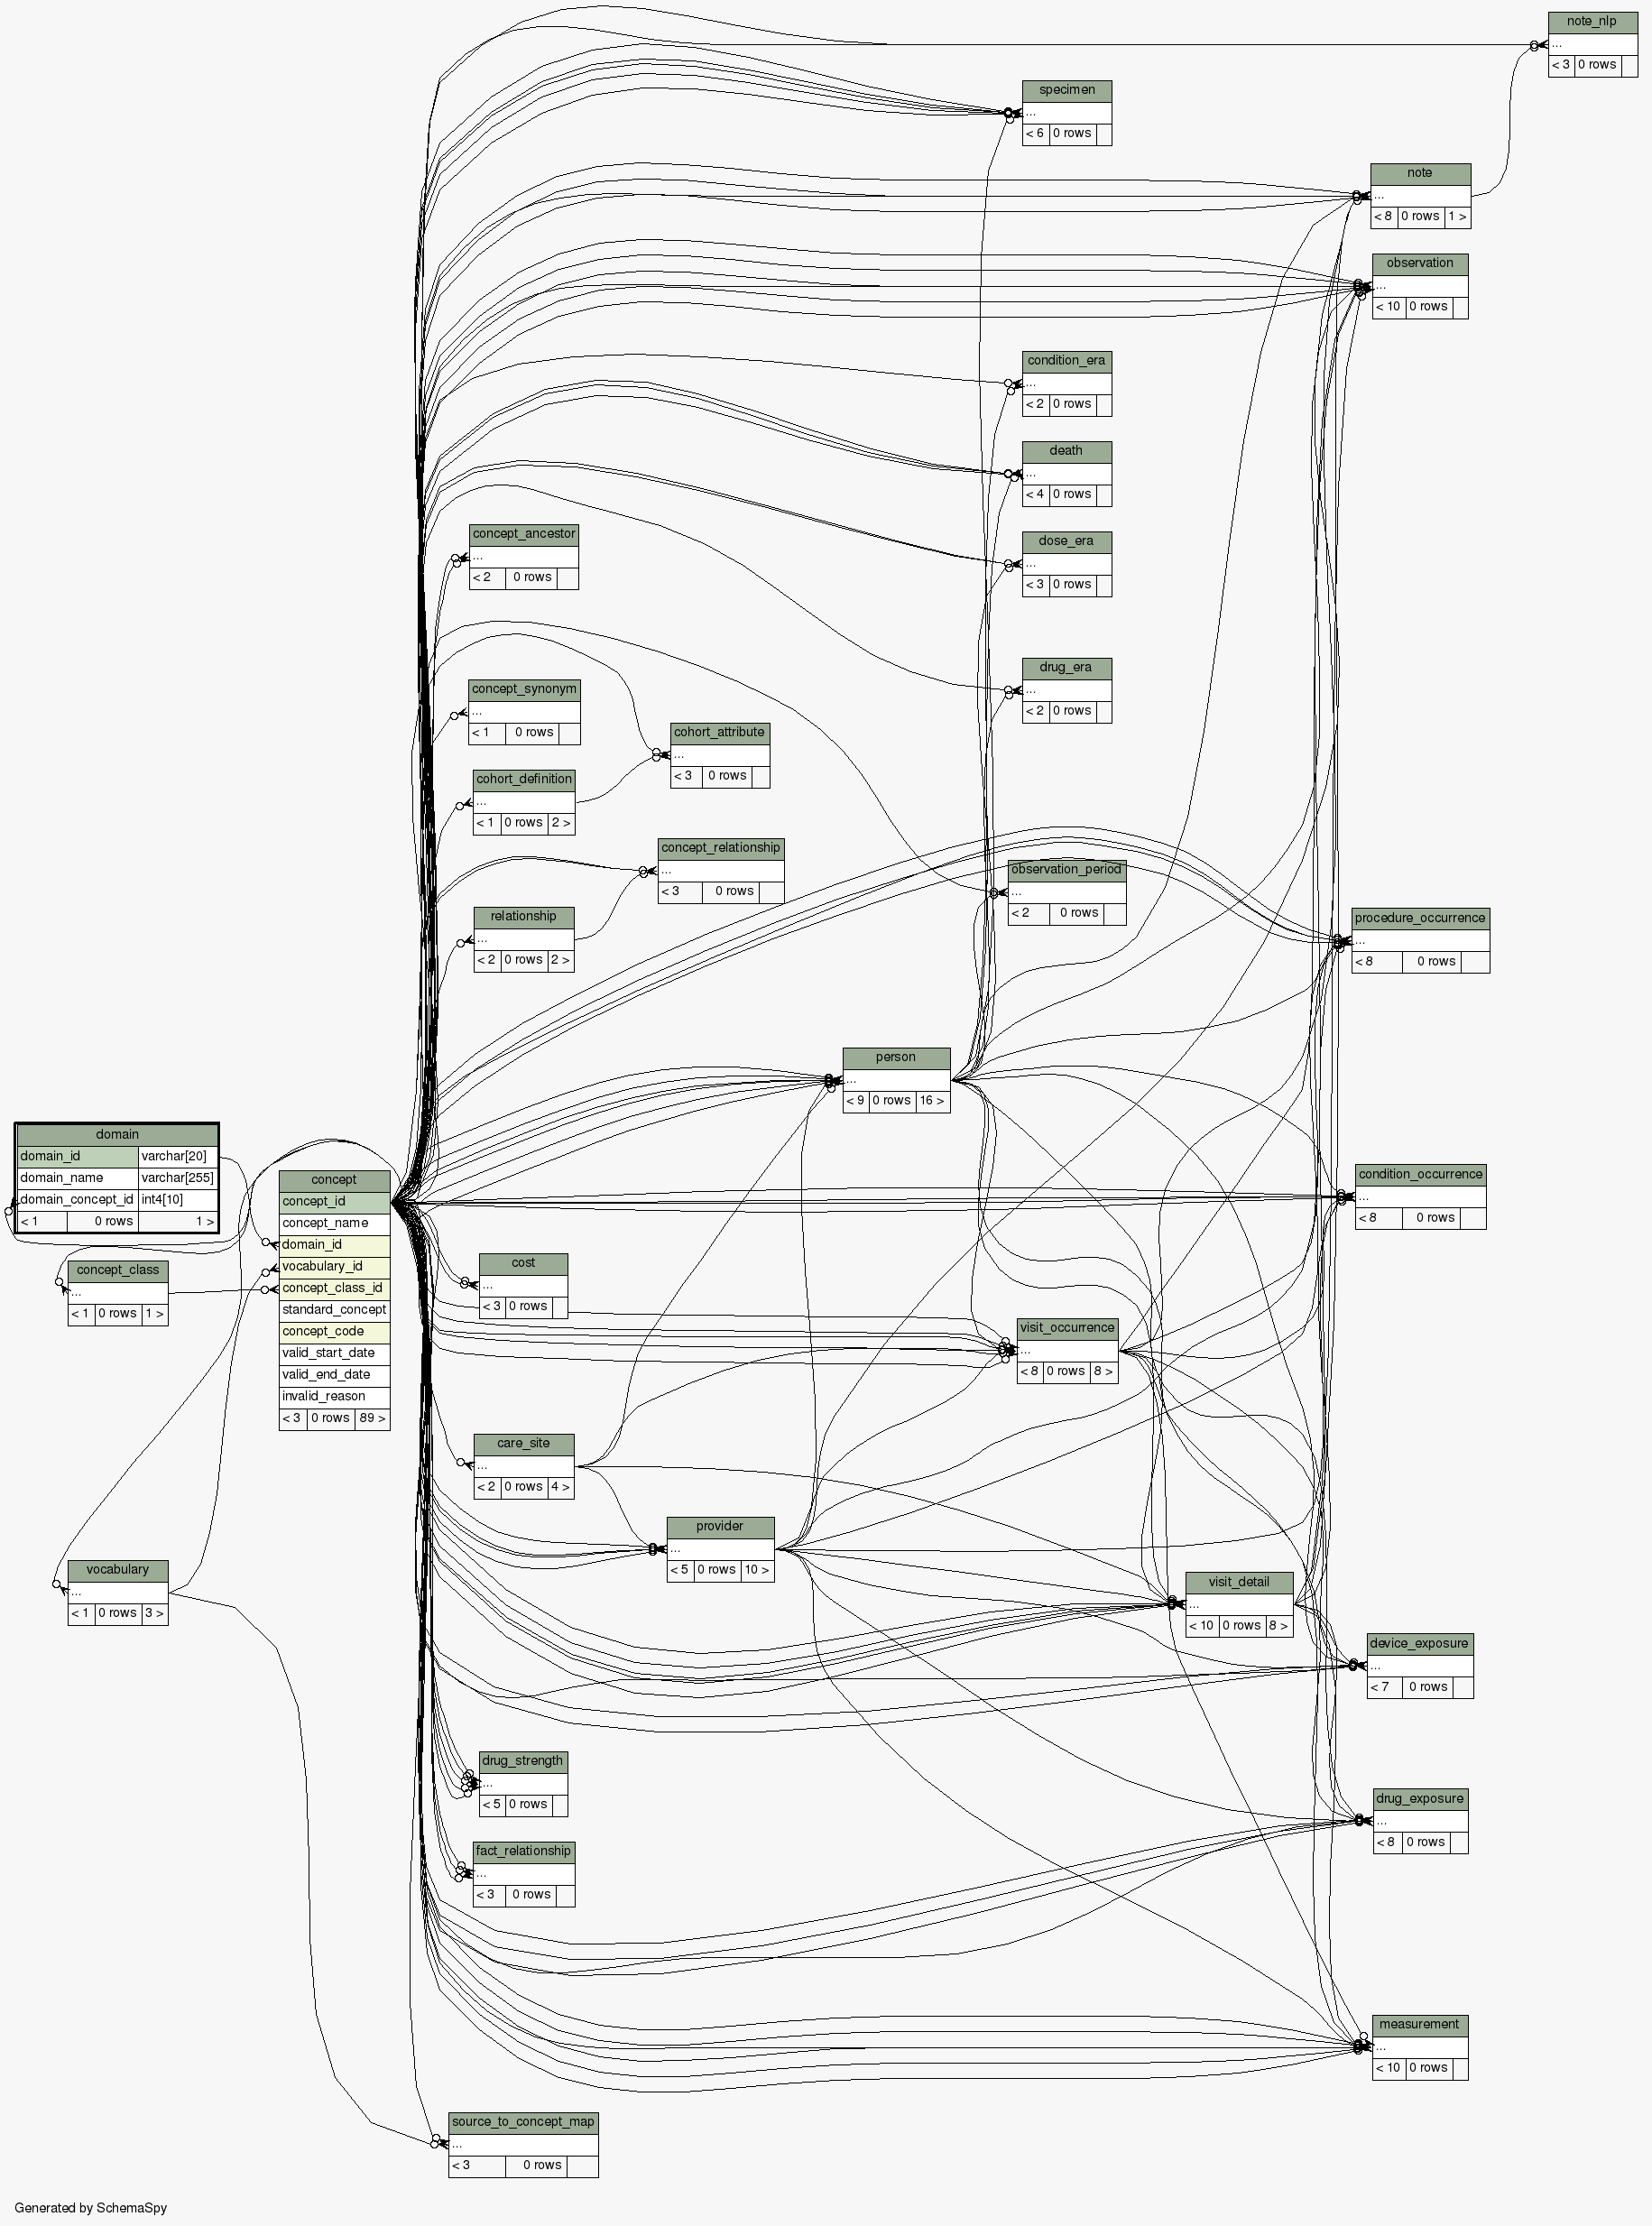 note_nlp
...
< 3 0 rows
specimen
...
< 6 0 rows
note
...
< 8 0 rows 1 >
observation
...
< 10 0 rows
condition_era
...
< 2 0 rows
death
...
< 4 0 rows
concept_ancestor
...
< 2 0 rows
dose_era
...
< 3 0 rows
drug_era
...
< 2 0 rows
concept_synonym
...
< 1 0 rows
cohort_attribute
...
< 3 0 rows
cohort_definition
...
< 1 0 rows 2 >
concept_relationship
...
< 3 0 rows
observation_period
...
< 2 0 rows
relationship
...
< 2 0 rows 2 >
procedure_occurrence
...
< 8 0 rows
person
...
< 9 0 rows 16 >
domain
domain_id varchar[20]
domain_name varchar[255]
domain_concept_id int4[10]
< 1 0 rows 1 >
concept
concept_id
concept_name
domain_id
vocabulary_id
concept_class_id
standard_concept
concept_code
valid_start_date
valid_end_date
invalid_reason
< 3 0 rows 89 >
condition_occurrence
...
< 8 0 rows
concept_class
...
< 1 0 rows 1 >
cost
...
< 3 0 rows
visit_occurrence
...
< 8 0 rows 8 >
care_site
...
< 2 0 rows 4 >
provider
...
< 5 0 rows 10 >
vocabulary
...
< 1 0 rows 3 >
visit_detail
...
< 10 0 rows 8 >
device_exposure
...
< 7 0 rows
drug_strength
...
< 5 0 rows
drug_exposure
...
< 8 0 rows
fact_relationship
...
< 3 0 rows
measurement
...
< 10 0 rows
source_to_concept_map
...
< 3 0 rows
Generated by SchemaSpy